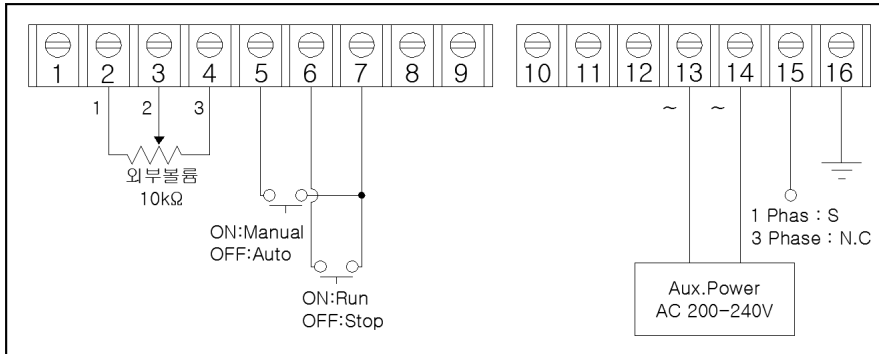 1 2 3 4 5 6 7 8 9 10 11 12 13 14 15 16
1 2 3 ~ ~
외부볼륨
10kΩ
ON:Manual
OFF:Auto
ON:Run
OFF:Stop
1 Phas : S
3 Phase : N.C
Aux.Power
AC 200-240V